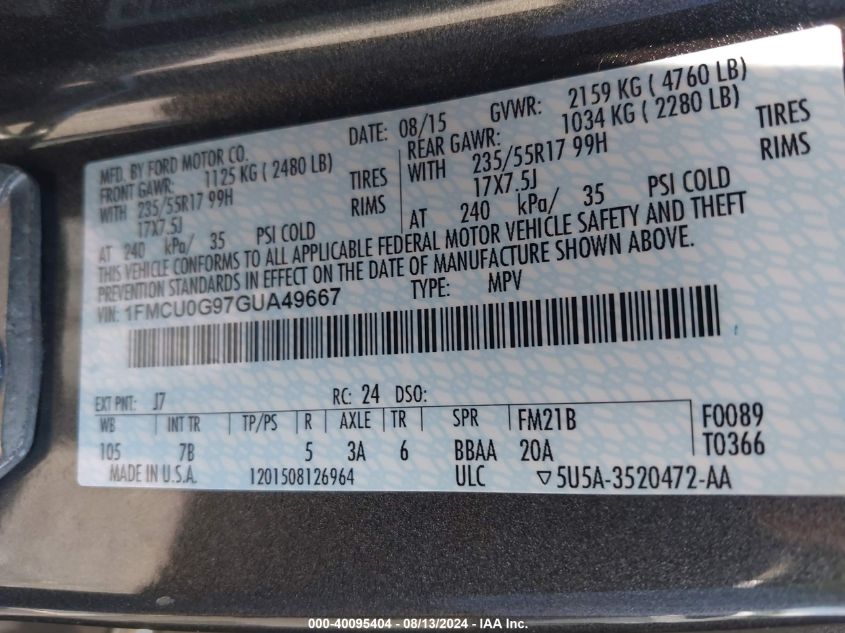 MFD. BY FORD MOTOR CO.
DATE: 08/15
GVWR: 2159 KG ( 4760 LB)
FRONT GAWR: 1125 KG ( 2480 LB)
REAR GAWR: 1034 KG ( 2280 LB)
WITH 235/55R17 99H TIRES
WITH 235/55R17 99H TIRES
17X7.5J RIMS
17X7.5J RIMS
AT 240 kPa/ 35 PSI COLD
AT 240 kPa/ 35 PSI COLD
THIS VEHICLE CONFORMS TO ALL APPLICABLE FEDERAL MOTOR VEHICLE SAFETY AND THEFT
PREVENTION STANDARDS IN EFFECT ON THE DATE OF MANUFACTURE SHOWN ABOVE.
VIN: 1FMCU0G97GUA49667
TYPE: MPV
EXT PNT: J7 RC: 24 DSO:
WB INT TR TP/PS R AXLE TR SPR FM21B F0089
105 7B 5 3A 6 BBAA 20A T0366
MADE IN U.S.A. 1201508126964 ULC ▽5U5A-3520472-AA
000-40095404 - 08/13/2024 - IAA Inc.